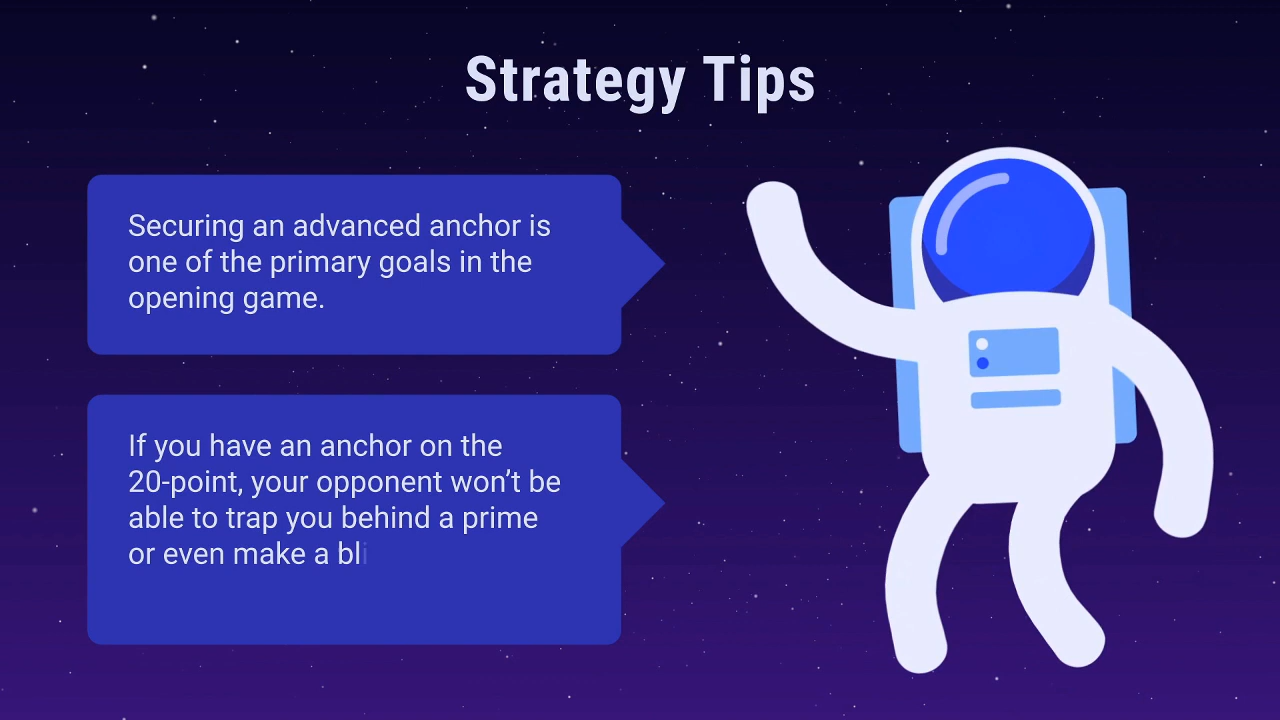 Strategy Tips
Securing an advanced anchor is
one of the primary goals in the
opening game.
If you have an anchor on the
20-point, your opponent won’t be
able to trap you behind a prime
or even make a bli